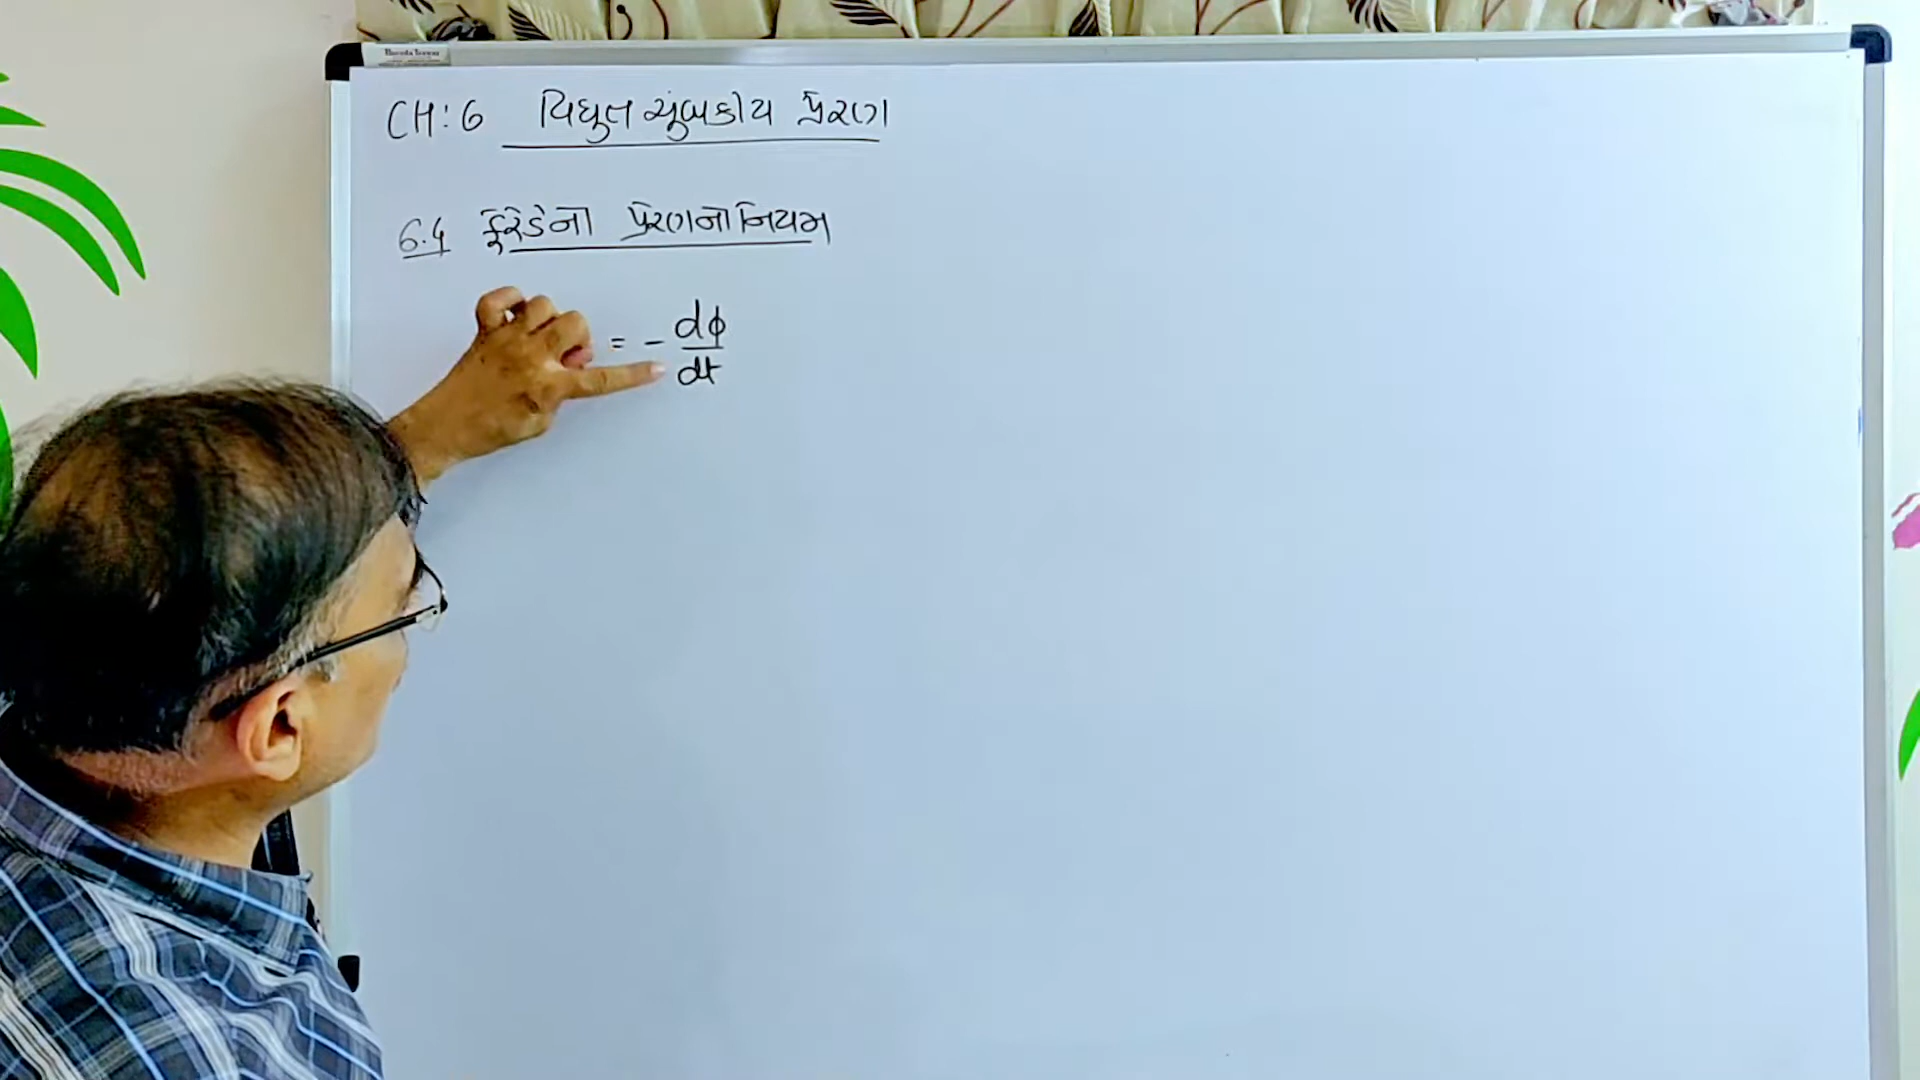 CH: 6 વિદ્યુત ચુંબકીય પ્રેરણ
6.4 ફેરેડેનો પ્રેરણનો નિયમ
= - dφ/dt